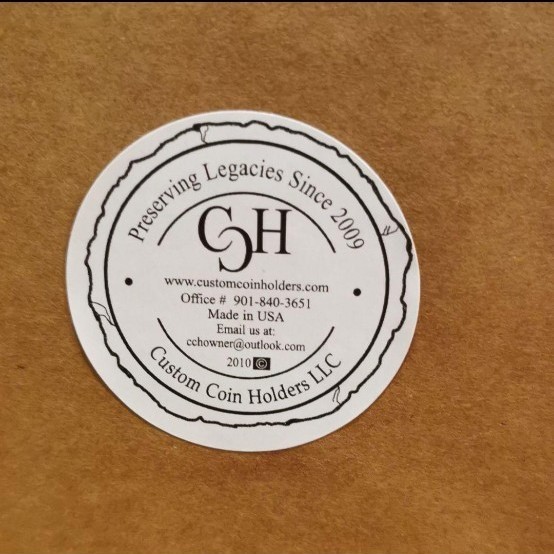 Preserving Legacies Since 2009
CCH
www.customcoinholders.com
Office # 901-840-3651
Made in USA
Email us at:
cchowner@outlook.com
2010 ©
Custom Coin Holders LLC